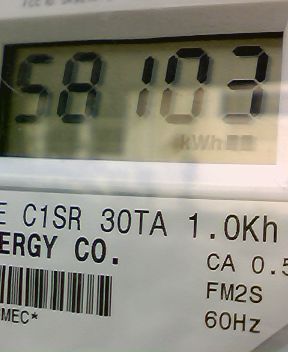 58103
kWh
E C1SR 30TA 1.0Kh
ERGY CO.
CA 0.5
FM2S
MEC*
60Hz